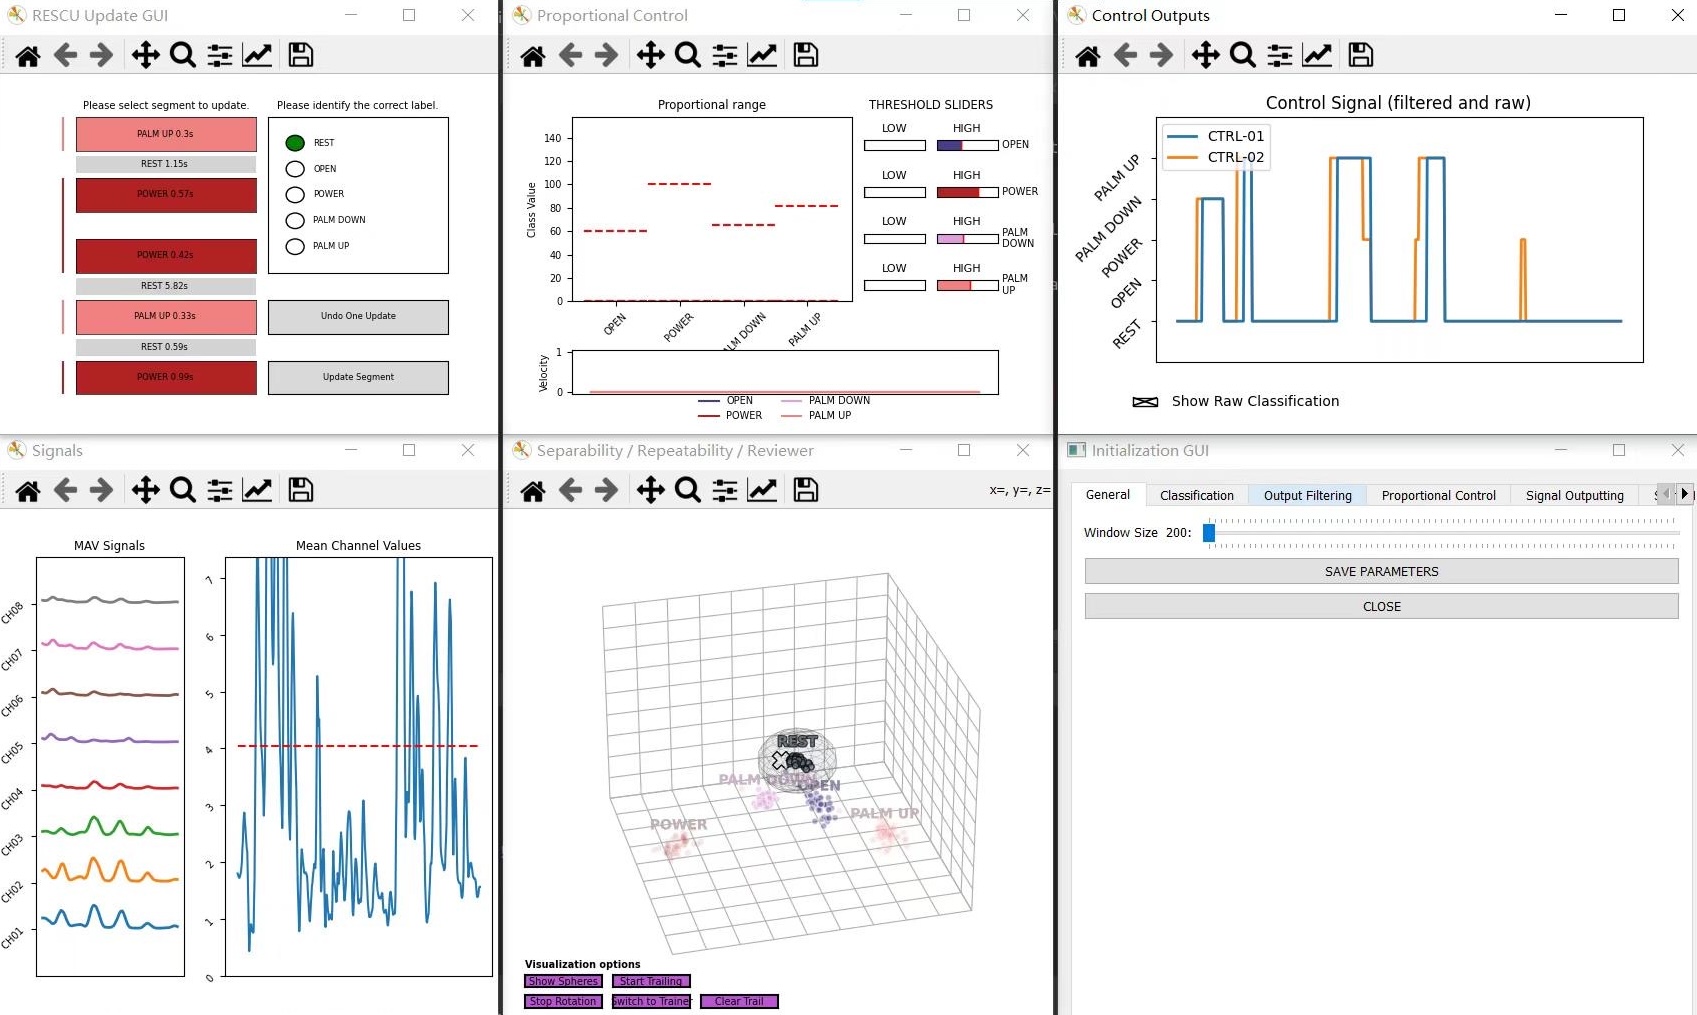 RESCU Update GUI
Please select segment to update.
Please identify the correct label.
PALM UP 0.3s
REST 1.15s
POWER 0.57s
POWER 0.42s
REST 5.82s
PALM UP 0.33s
REST 0.59s
POWER 0.99s
REST
OPEN
POWER
PALM DOWN
PALM UP
Undo One Update
Update Segment
Proportional Control
Proportional range
Class Value
140
120
100
80
60
40
20
0
OPEN
POWER
ALM DOWN
PALM UP
THRESHOLD SLIDERS
LOW HIGH
OPEN
LOW HIGH
POWER
LOW HIGH
PALM
DOWN
LOW HIGH
PALM
UP
Velocity
1
0
OPEN PALM DOWN
POWER PALM UP
Control Outputs
Control Signal (filtered and raw)
CTRL-01
CTRL-02
PALM UP
PALM DOWN
POWER
OPEN
REST
Show Raw Classification
Signals
MAV Signals
CH08
CH07
CH06
CH05
CH04
CH03
CH02
CH01
Mean Channel Values
7
6
5
4
3
2
1
0
Separability / Repeatability / Reviewer
x=, y=, z=
REST
PALM DOWN
OPEN
PALM UP
POWER
Visualization options
Show Spheres Start Trailing
Stop Rotation Switch to Trainer Clear Trail
Initialization GUI
General Classification Output Filtering Proportional Control Signal Outputting
Window Size 200:
SAVE PARAMETERS
CLOSE